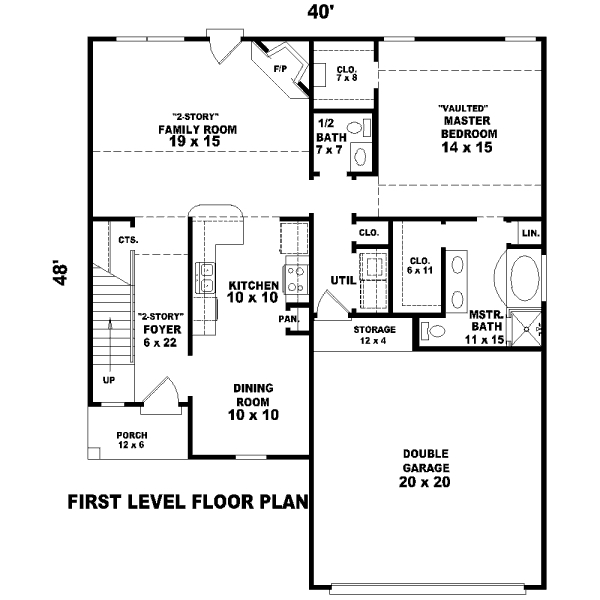 40'
F/P
CLO.
7 x 8
"2-STORY"
FAMILY ROOM
19 x 15
1/2
BATH
7 x 7
"VAULTED"
MASTER
BEDROOM
14 x 15
48'
CTS.
CLO.
LIN.
CLO.
6 x 11
UTIL
KITCHEN
10 x 10
"2-STORY"
FOYER
6 x 22
PAN.
MSTR.
BATH
11 x 15
STORAGE
12 x 4
UP
DINING
ROOM
10 x 10
PORCH
12 x 6
DOUBLE
GARAGE
20 x 20
FIRST LEVEL FLOOR PLAN